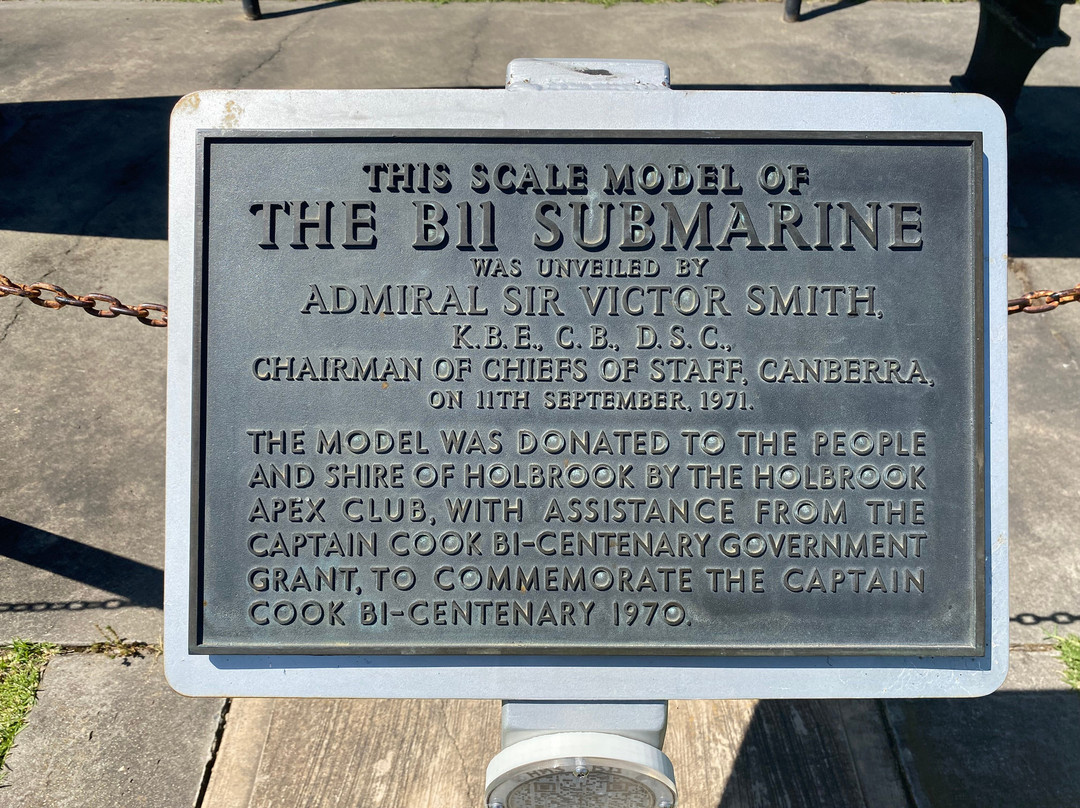 THIS SCALE MODEL OF
THE B11 SUBMARINE
WAS UNVEILED BY
ADMIRAL SIR VICTOR SMITH,
K.B.E., C.B., D.S.C.,
CHAIRMAN OF CHIEFS OF STAFF, CANBERRA,
ON 11TH SEPTEMBER, 1971.
THE MODEL WAS DONATED TO THE PEOPLE
AND SHIRE OF HOLBROOK BY THE HOLBROOK
APEX CLUB, WITH ASSISTANCE FROM THE
CAPTAIN COOK BI-CENTENARY GOVERNMENT
GRANT, TO COMMEMORATE THE CAPTAIN
COOK BI-CENTENARY 1970.